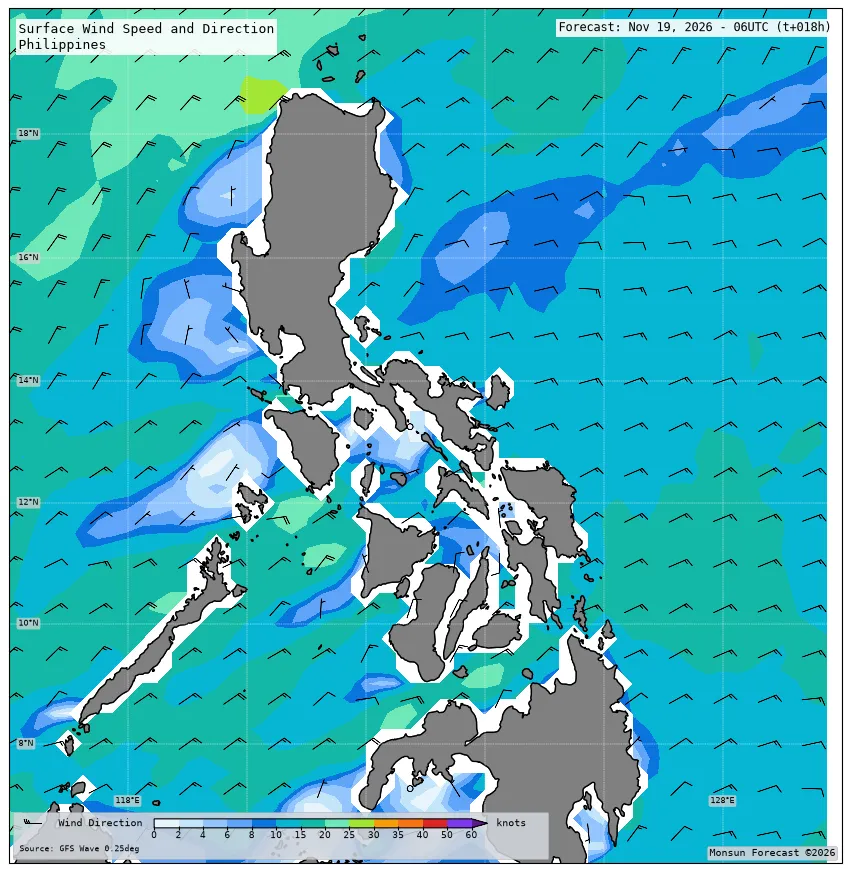 Surface Wind Speed and Direction
Philippines
Forecast: Nov 19, 2026 - 06UTC (t+018h)
18°N
16°N
14°N
12°N
10°N
8°N
118°E
128°E
Wind Direction
0 2 4 6 8 10 15 20 25 30 35 40 50 60
knots
Source: GFS Wave 0.25deg
Monsun Forecast ©2026